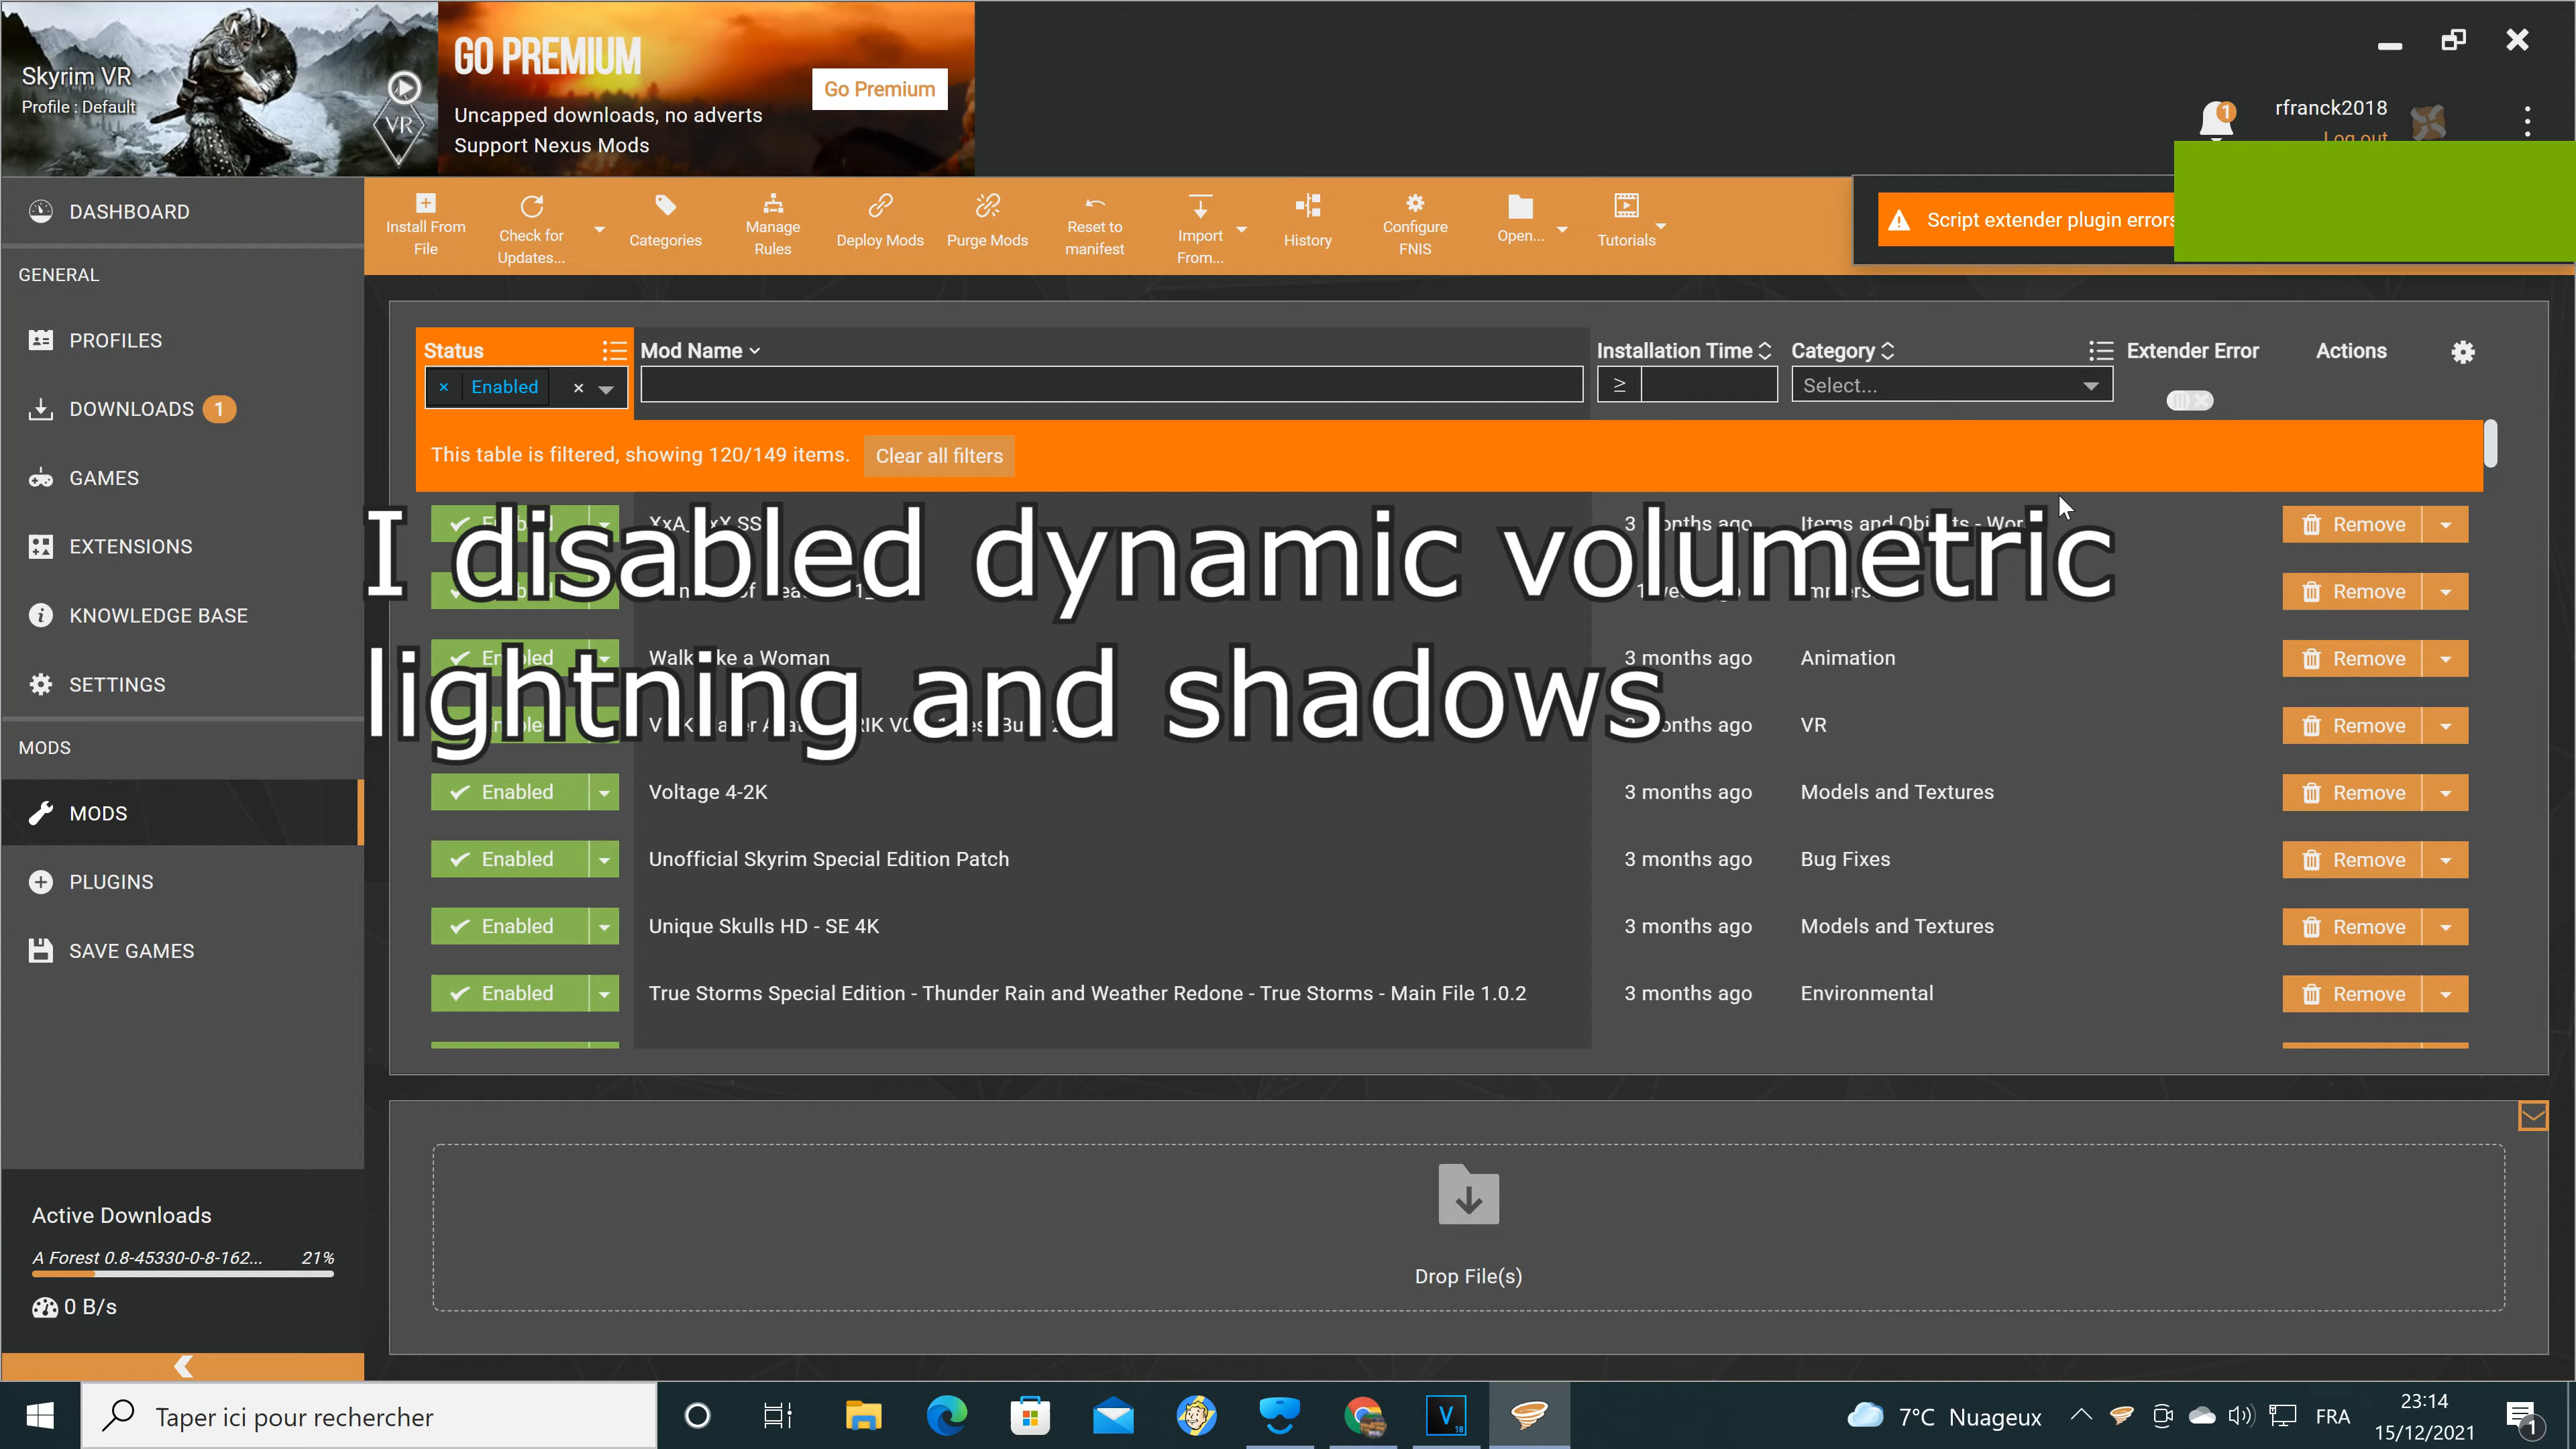 Skyrim VR
Profile : Default
VR
GO PREMIUM
Uncapped downloads, no adverts
Support Nexus Mods
Go Premium
1
rfranck2018
Log out
DASHBOARD
GENERAL
PROFILES
DOWNLOADS 1
GAMES
EXTENSIONS
KNOWLEDGE BASE
SETTINGS
MODS
MODS
PLUGINS
SAVE GAMES
Active Downloads
A Forest 0.8-45330-0-8-162... 21%
0 B/s
Install From File
Check for Updates...
Categories
Manage Rules
Deploy Mods
Purge Mods
Reset to manifest
Import From...
History
Configure FNIS
Open...
Tutorials
Script extender plugin errors
Status Mod Name Installation Time Category Extender Error Actions
× Enabled × ≥ Select...
This table is filtered, showing 120/149 items. Clear all filters
I disabled dynamic volumetric
lightning and shadows
Remove
Remove
Walk a Woman 3 months ago Animation Remove
VR Remove
Enabled Voltage 4-2K 3 months ago Models and Textures Remove
Enabled Unofficial Skyrim Special Edition Patch 3 months ago Bug Fixes Remove
Enabled Unique Skulls HD - SE 4K 3 months ago Models and Textures Remove
Enabled True Storms Special Edition - Thunder Rain and Weather Redone - True Storms - Main File 1.0.2 3 months ago Environmental Remove
Drop File(s)
Taper ici pour rechercher
V 18
7°C Nuageux
FRA
23:14
15/12/2021
1